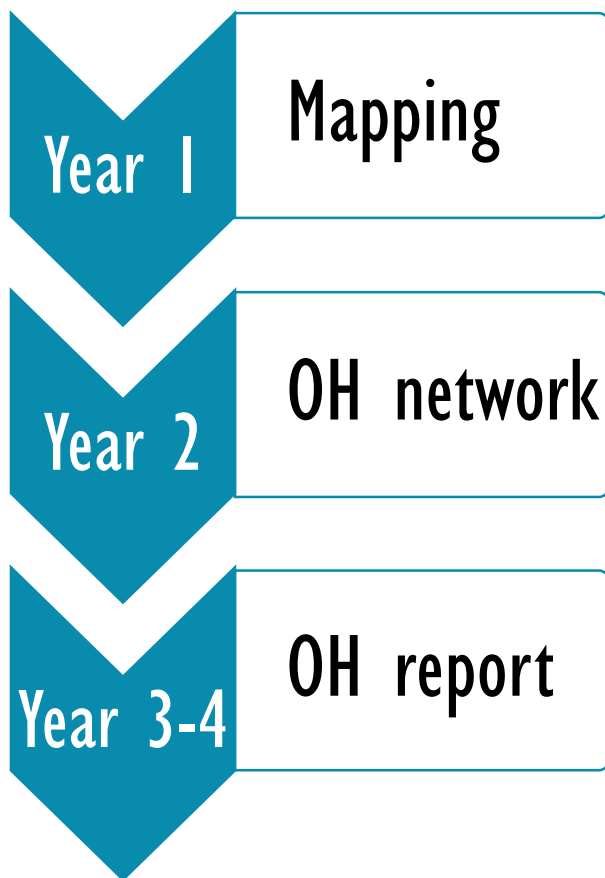 Year 1
Mapping
Year 2
OH network
Year 3-4
OH report